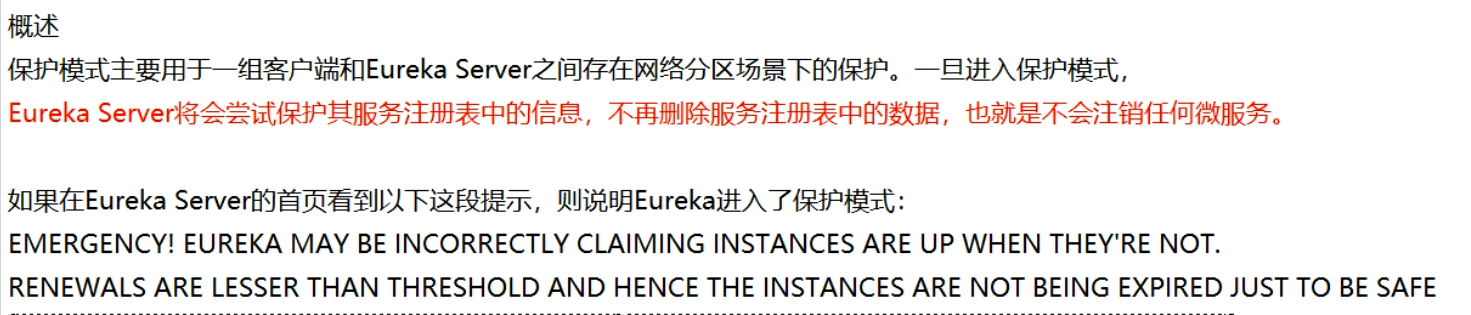 概述
保护模式主要用于一组客户端和Eureka Server之间存在网络分区场景下的保护。一旦进入保护模式，
Eureka Server将会尝试保护其服务注册表中的信息，不再删除服务注册表中的数据，也就是不会注销任何微服务。
如果在Eureka Server的首页看到以下这段提示，则说明Eureka进入了保护模式：
EMERGENCY! EUREKA MAY BE INCORRECTLY CLAIMING INSTANCES ARE UP WHEN THEY'RE NOT.
RENEWALS ARE LESSER THAN THRESHOLD AND HENCE THE INSTANCES ARE NOT BEING EXPIRED JUST TO BE SAFE